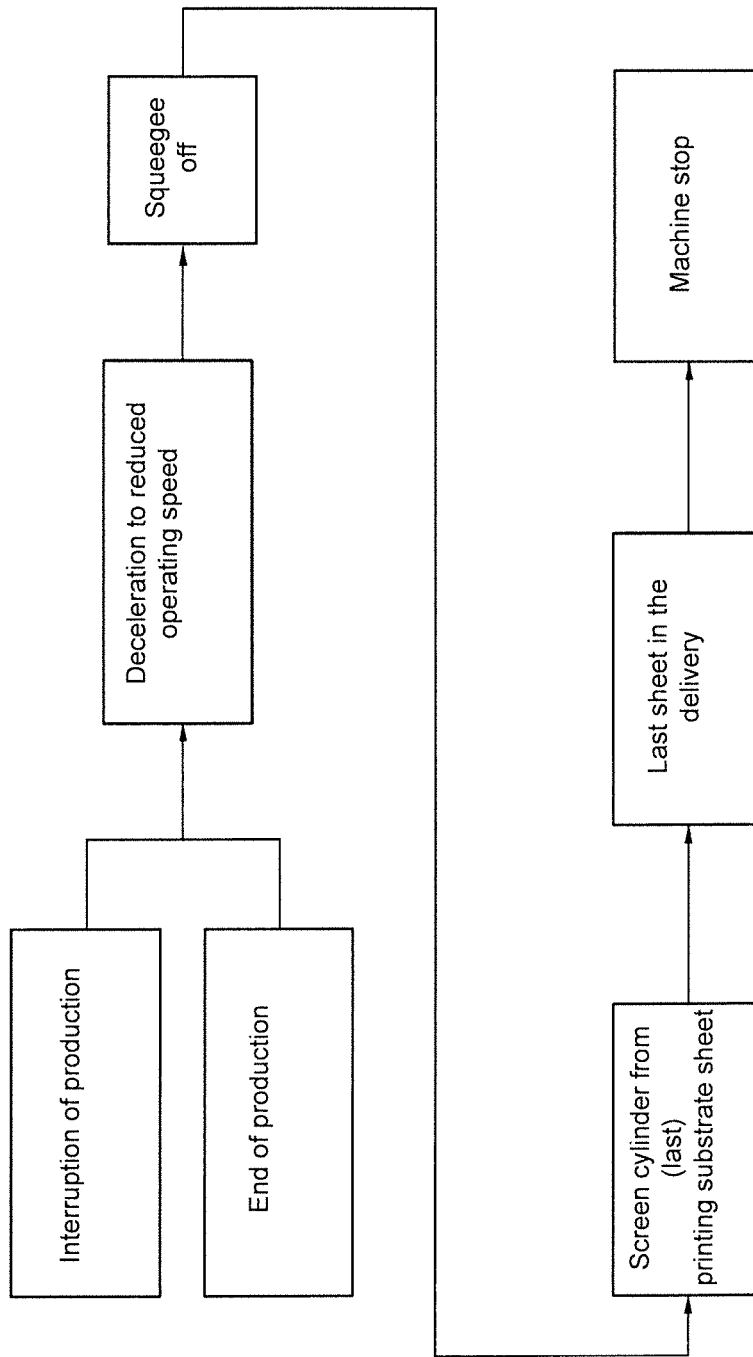 Interruption of production
End of production
Deceleration to reduced
operating speed
Squeegee
off
Screen cylinder from
(last)
printing substrate sheet
Last sheet in the
delivery
Machine stop